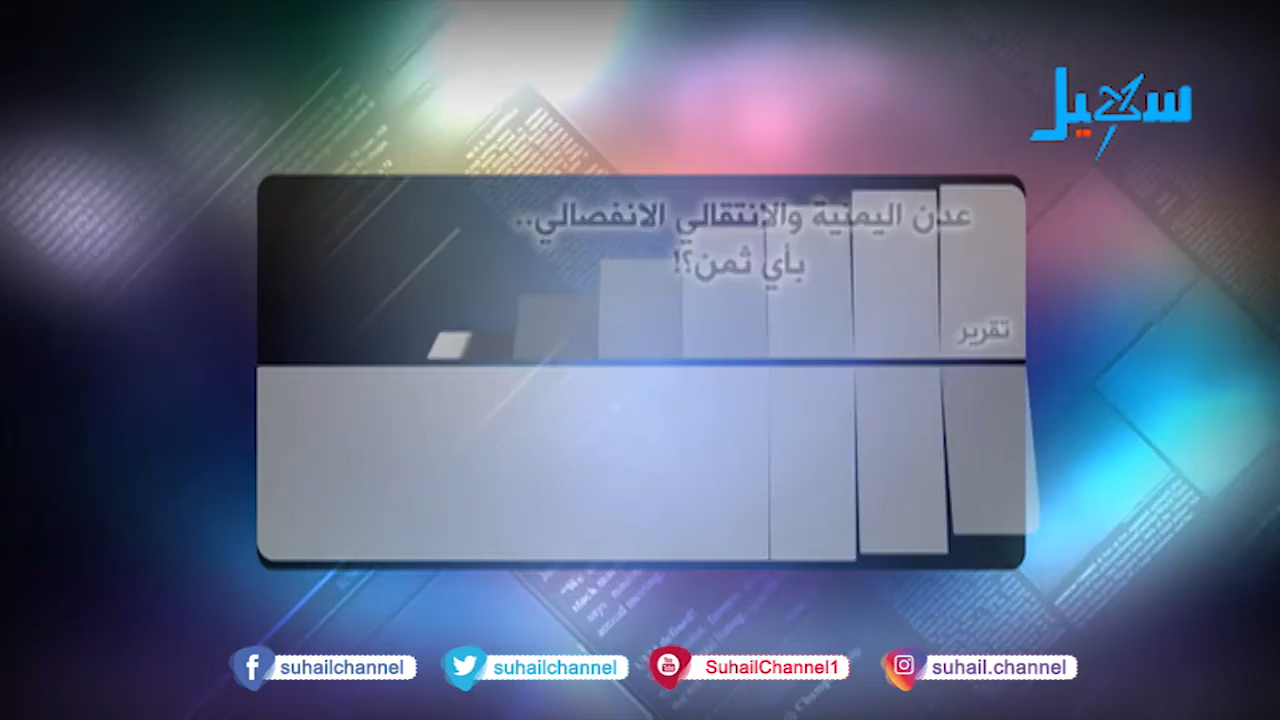 سهيل
عدن اليمنية والانتقالي الانفصالي..
بأي ثمن؟!
تقرير
suhailchannel
suhailchannel
SuhailChannel1
suhail.channel